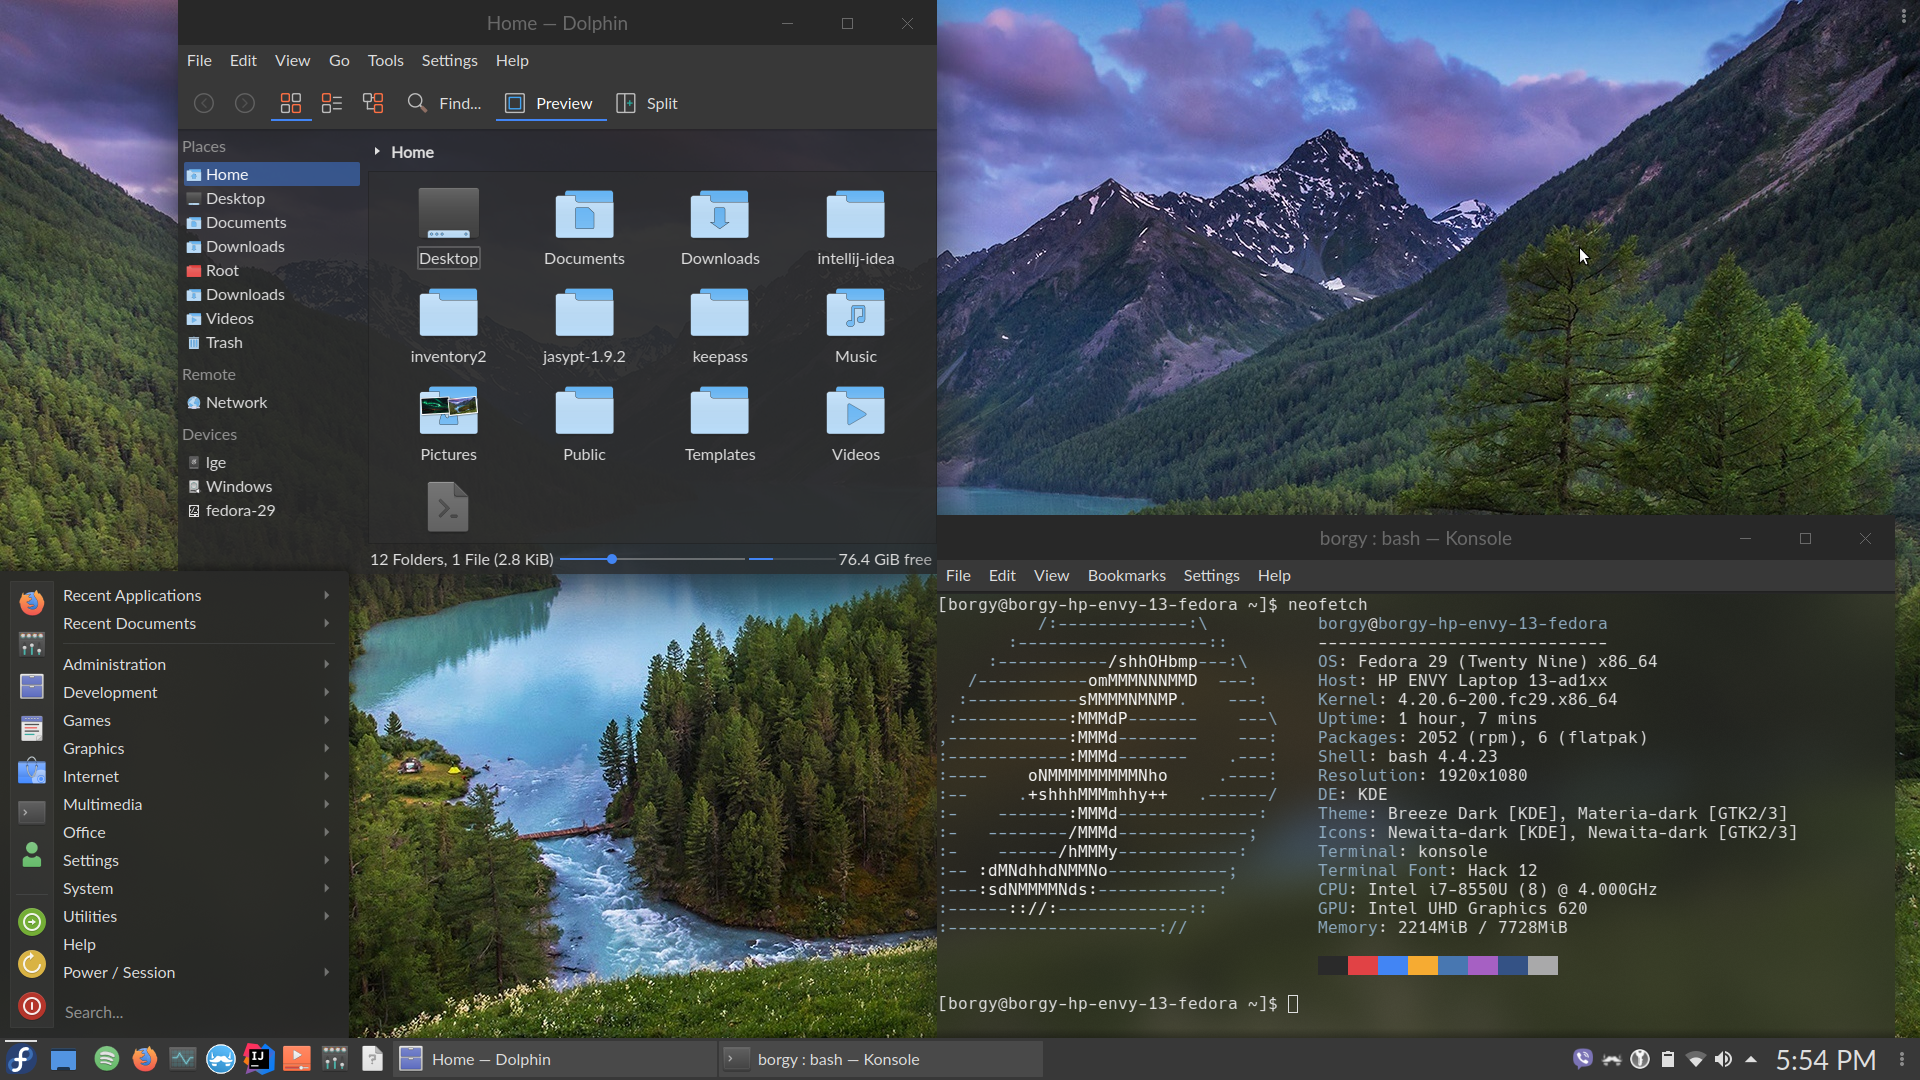 Home — Dolphin
File Edit View Go Tools Settings Help
Find... Preview Split
Places
Home
Desktop
Documents
Downloads
Root
Downloads
Videos
Trash
Remote
Network
Devices
lge
Windows
fedora-29
Home
Desktop Documents Downloads intellij-idea
inventory2 jasypt-1.9.2 keepass Music
Pictures Public Templates Videos
12 Folders, 1 File (2.8 KiB) 76.4 GiB free
Recent Applications
Recent Documents
Administration
Development
Games
Graphics
Internet
Multimedia
Office
Settings
System
Utilities
Help
Power / Session
Search...
borgy : bash — Konsole
File Edit View Bookmarks Settings Help
[borgy@borgy-hp-envy-13-fedora ~]$ neofetch
/:-------------:\ borgy@borgy-hp-envy-13-fedora
:-------------------:: -----------------------------
:-----------/shhOHbmp---:\ OS: Fedora 29 (Twenty Nine) x86_64
/-----------omMMMNNNMMD ---: Host: HP ENVY Laptop 13-ad1xx
:-----------sMMMMNMNMP. ---: Kernel: 4.20.6-200.fc29.x86_64
:-----------:MMMdP------- ---\ Uptime: 1 hour, 7 mins
,------------:MMMd-------- ---: Packages: 2052 (rpm), 6 (flatpak)
:------------:MMMd------- .---: Shell: bash 4.4.23
:---- oNMMMMMMMMMNho .----: Resolution: 1920x1080
:-- .+shhhMMMmhhy++ .------/ DE: KDE
:- -------:MMMd--------------: Theme: Breeze Dark [KDE], Materia-dark [GTK2/3]
:- --------/MMMd-------------; Icons: Newaita-dark [KDE], Newaita-dark [GTK2/3]
:- ------/hMMMy------------: Terminal: konsole
:-- :dMNdhhdNMMNo------------; Terminal Font: Hack 12
:---:sdNMMMMNds:------------: CPU: Intel i7-8550U (8) @ 4.000GHz
:------:://:-------------:: GPU: Intel UHD Graphics 620
:---------------------:// Memory: 2214MiB / 7728MiB
[borgy@borgy-hp-envy-13-fedora ~]$
IJ
Home — Dolphin
borgy : bash — Konsole
5:54 PM